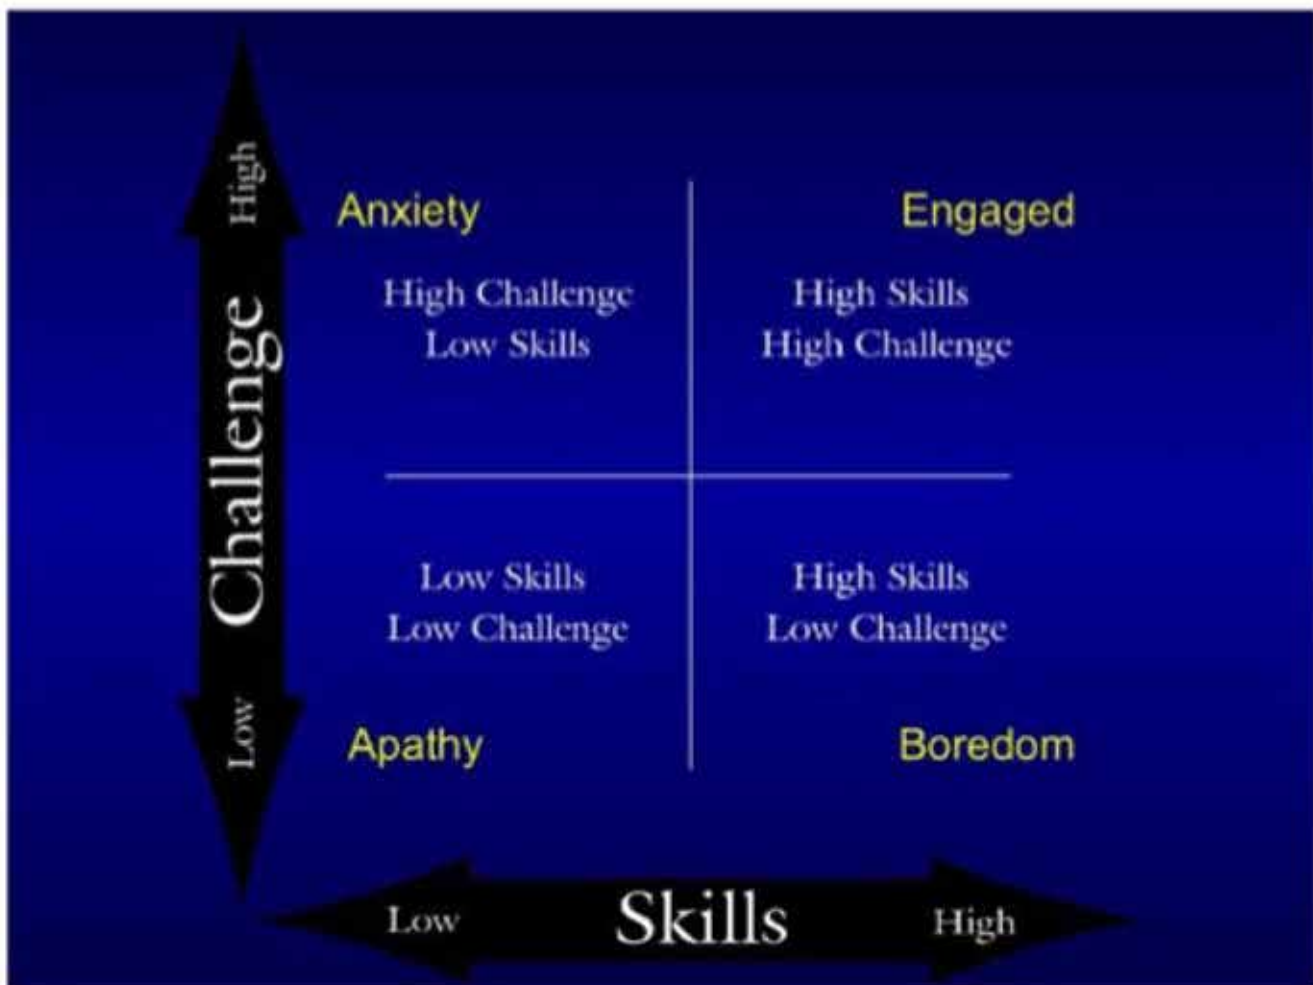 High
Challenge
Low
Anxiety
High Challenge
Low Skills
Engaged
High Skills
High Challenge
Low Skills
Low Challenge
Apathy
High Skills
Low Challenge
Boredom
Low Skills High